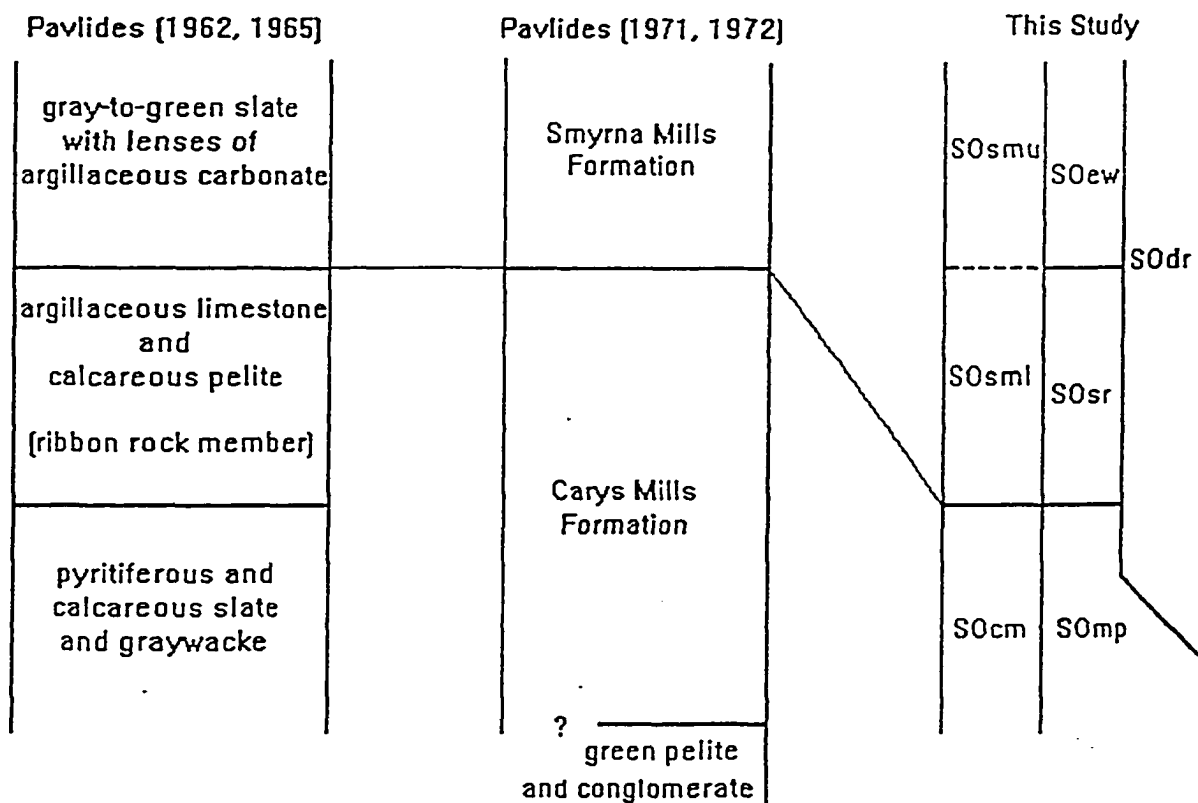 Pavlides [1962, 1965]
gray-to-green slate
with lenses of
argillaceous carbonate
argillaceous limestone
and
calcareous pelite
[ribbon rock member]
pyritiferous and
calcareous slate
and graywacke
Pavlides [1971, 1972]
Smyrna Mills
Formation
Carys Mills
Formation
?
green pelite
and conglomerate
This Study
SOsmu
SOew
SOdr
SOsml
SOsr
SOcm
SOmp